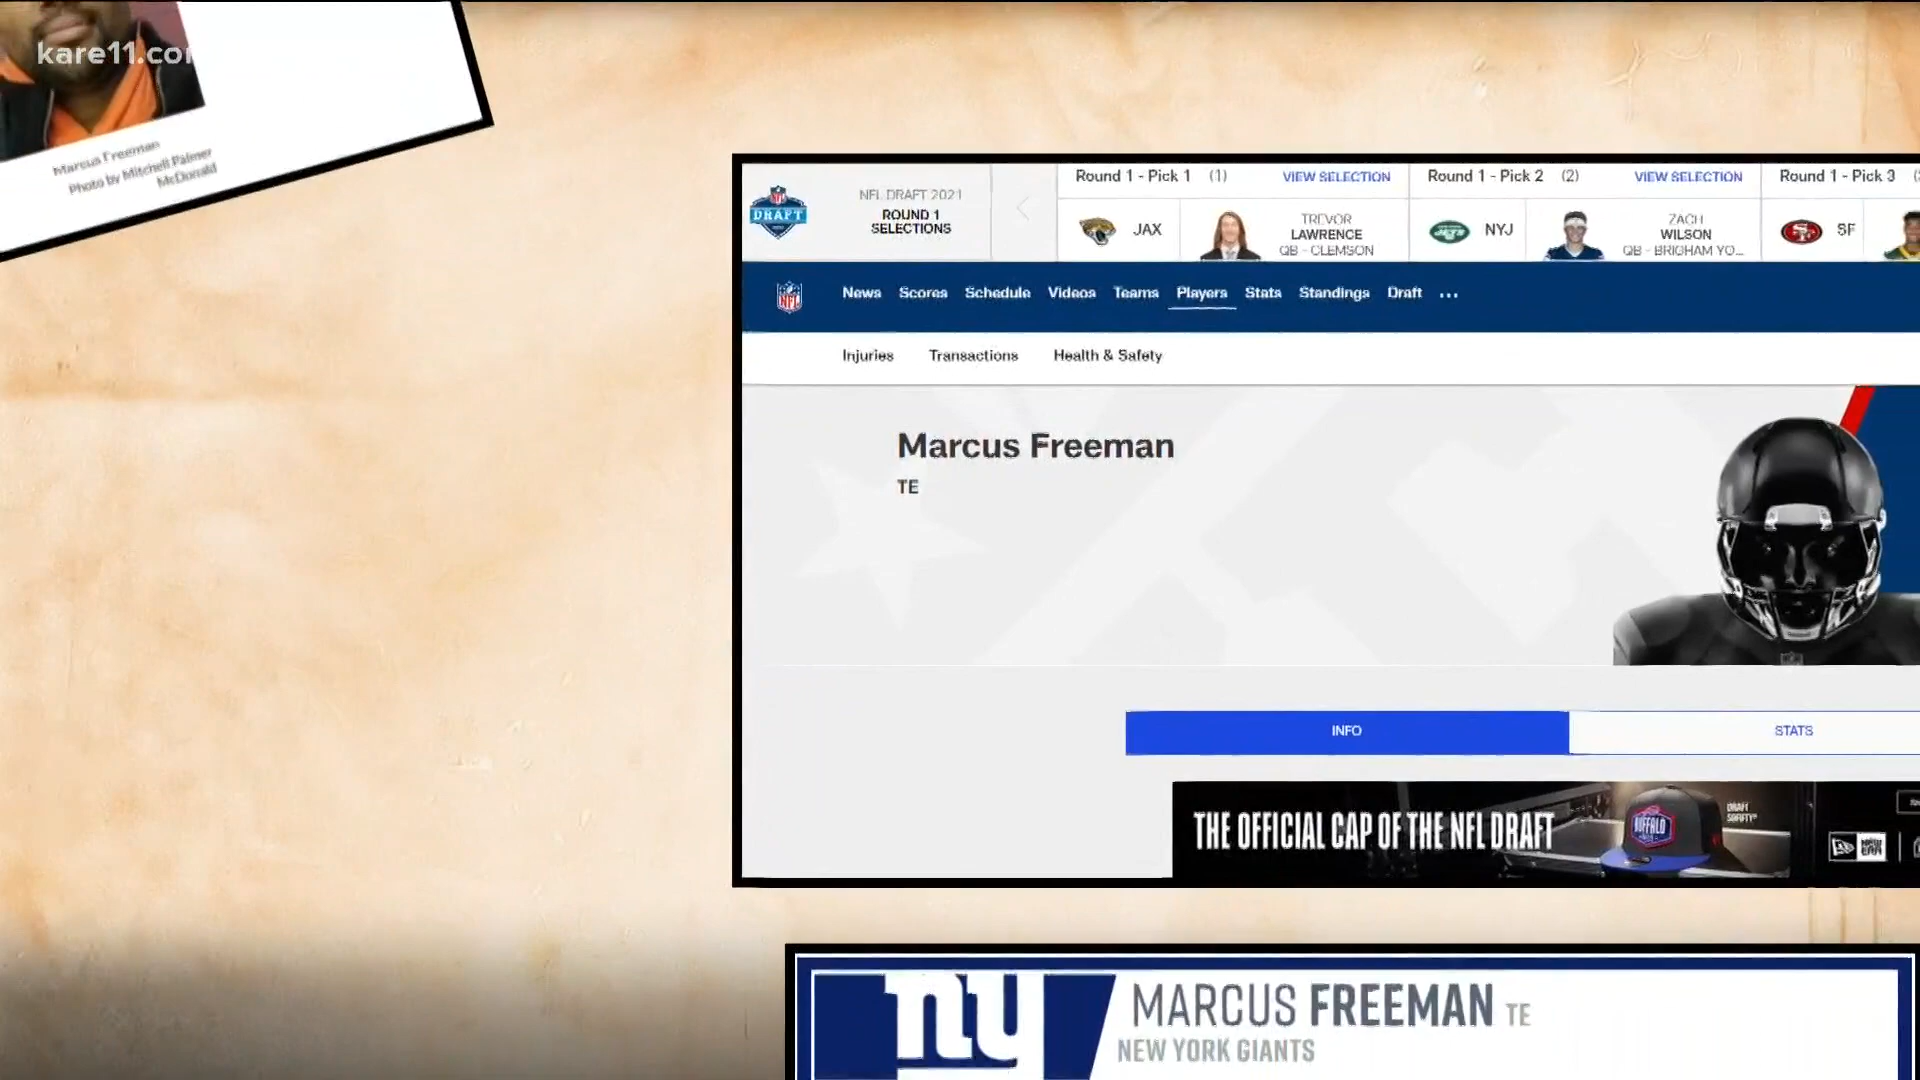 kare11.co
Marcus Freeman
Photo by Mitchell Palmer
McDonald
DRAFT
NFL DRAFT 2021
ROUND 1
SELECTIONS
Round 1 - Pick 1 (1) VIEW SELECTION
JAX
TREVOR
LAWRENCE
QB - CLEMSON
Round 1 - Pick 2 (2) VIEW SELECTION
NYJ
ZACH
WILSON
QB - BRIGHAM YO...
Round 1 - Pick 3
SF
NFL
News Scores Schedule Videos Teams Players Stats Standings Draft ...
Injuries Transactions Health & Safety
Marcus Freeman
TE
INFO STATS
THE OFFICIAL CAP OF THE NFL DRAFT
BUFFALO
NEW ERA
ny
MARCUS FREEMAN TE
NEW YORK GIANTS